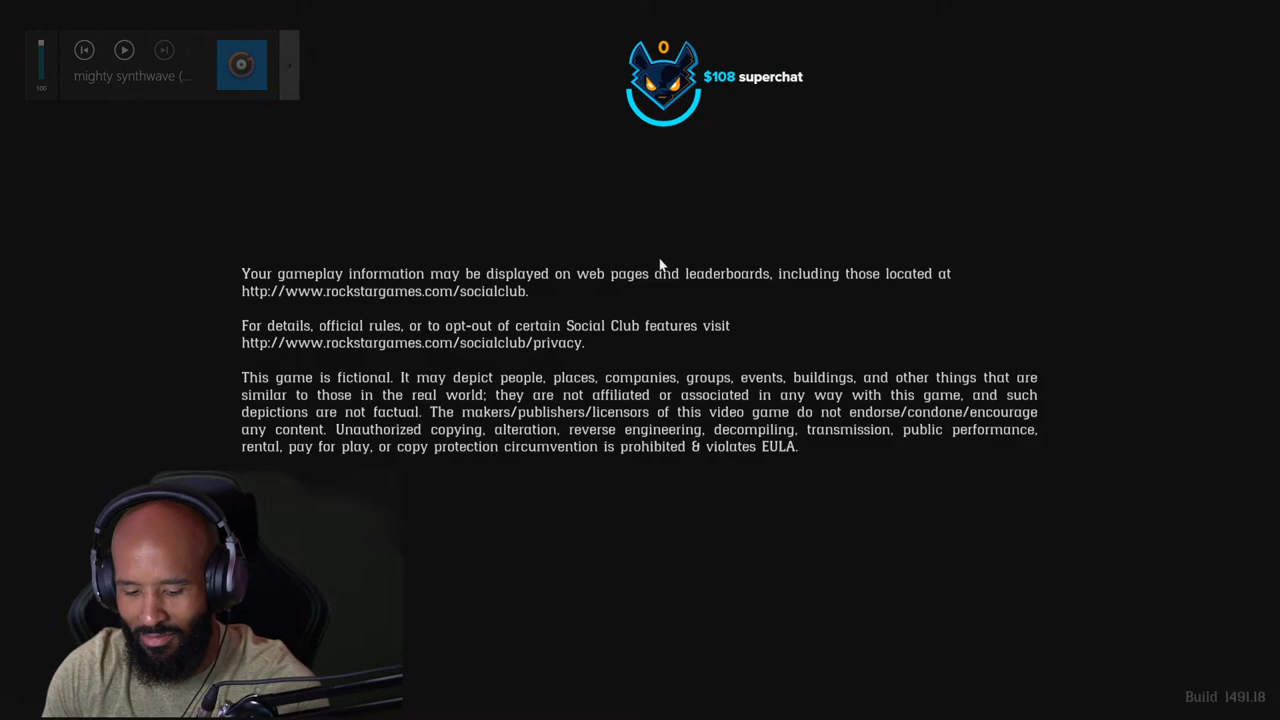 0
$108 superchat
mighty synthwave (...
100
Your gameplay information may be displayed on web pages and leaderboards, including those located at
http://www.rockstargames.com/socialclub.
For details, official rules, or to opt-out of certain Social Club features visit
http://www.rockstargames.com/socialclub/privacy.
This game is fictional. It may depict people, places, companies, groups, events, buildings, and other things that are
similar to those in the real world; they are not affiliated or associated in any way with this game, and such
depictions are not factual. The makers/publishers/licensors of this video game do not endorse/condone/encourage
any content. Unauthorized copying, alteration, reverse engineering, decompiling, transmission, public performance,
rental, pay for play, or copy protection circumvention is prohibited & violates EULA.
Build 1491.18